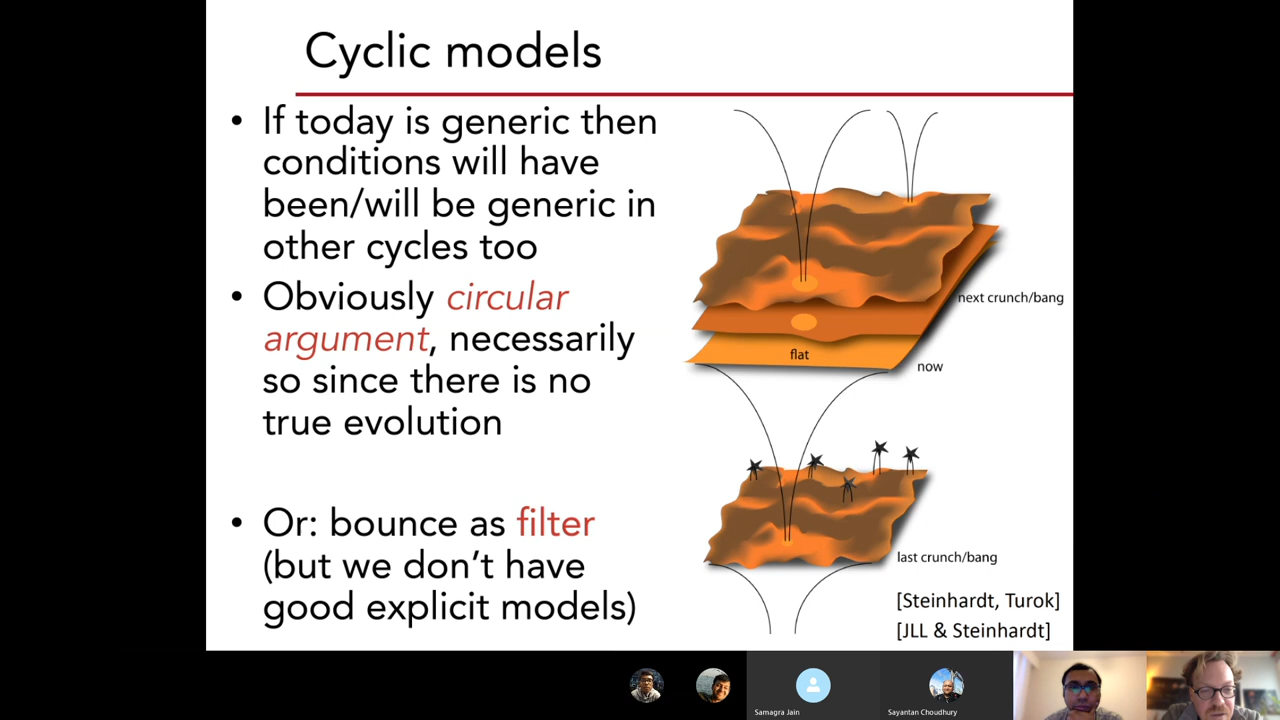 Cyclic models
• If today is generic then
conditions will have
been/will be generic in
other cycles too
• Obviously circular
argument, necessarily
so since there is no
true evolution
• Or: bounce as filter
(but we don't have
good explicit models)
next crunch/bang
flat
now
last crunch/bang
[Steinhardt, Turok]
[JLL & Steinhardt]
Samagra Jain
Sayantan Choudhury